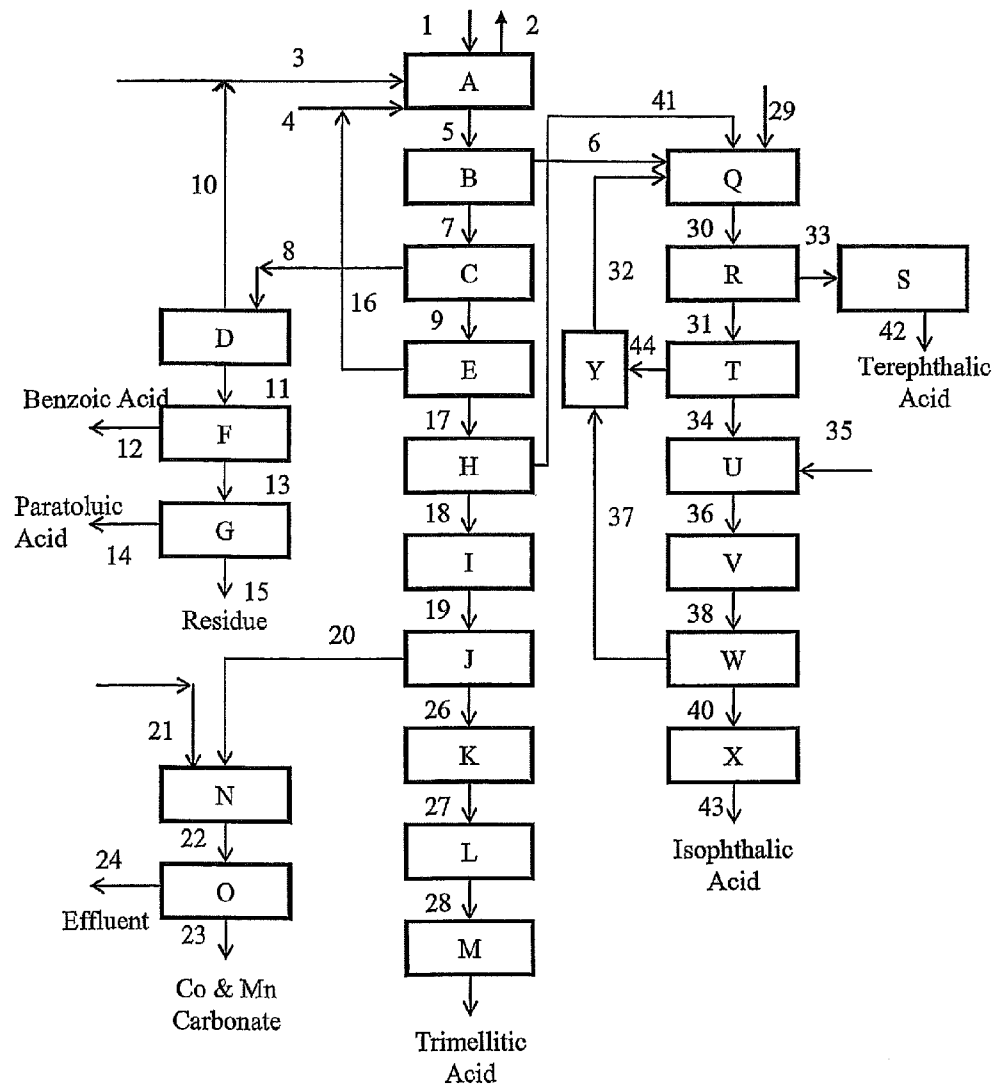 1
2
3
A
4
41
29
5
6
B
Q
10
7
30
33
8
C
32
R
S
16
9
31
42
D
E
Y
44
T
Terephthalic
Acid
Benzoic Acid
11
17
34
35
12
F
H
U
13
18
37
36
Paratoluic
Acid
14
G
I
V
15
Residue
19
38
20
J
W
21
26
40
N
K
X
22
27
43
24
O
L
Isophthalic
Acid
Effluent
23
28
M
Co & Mn
Carbonate
Trimellitic
Acid